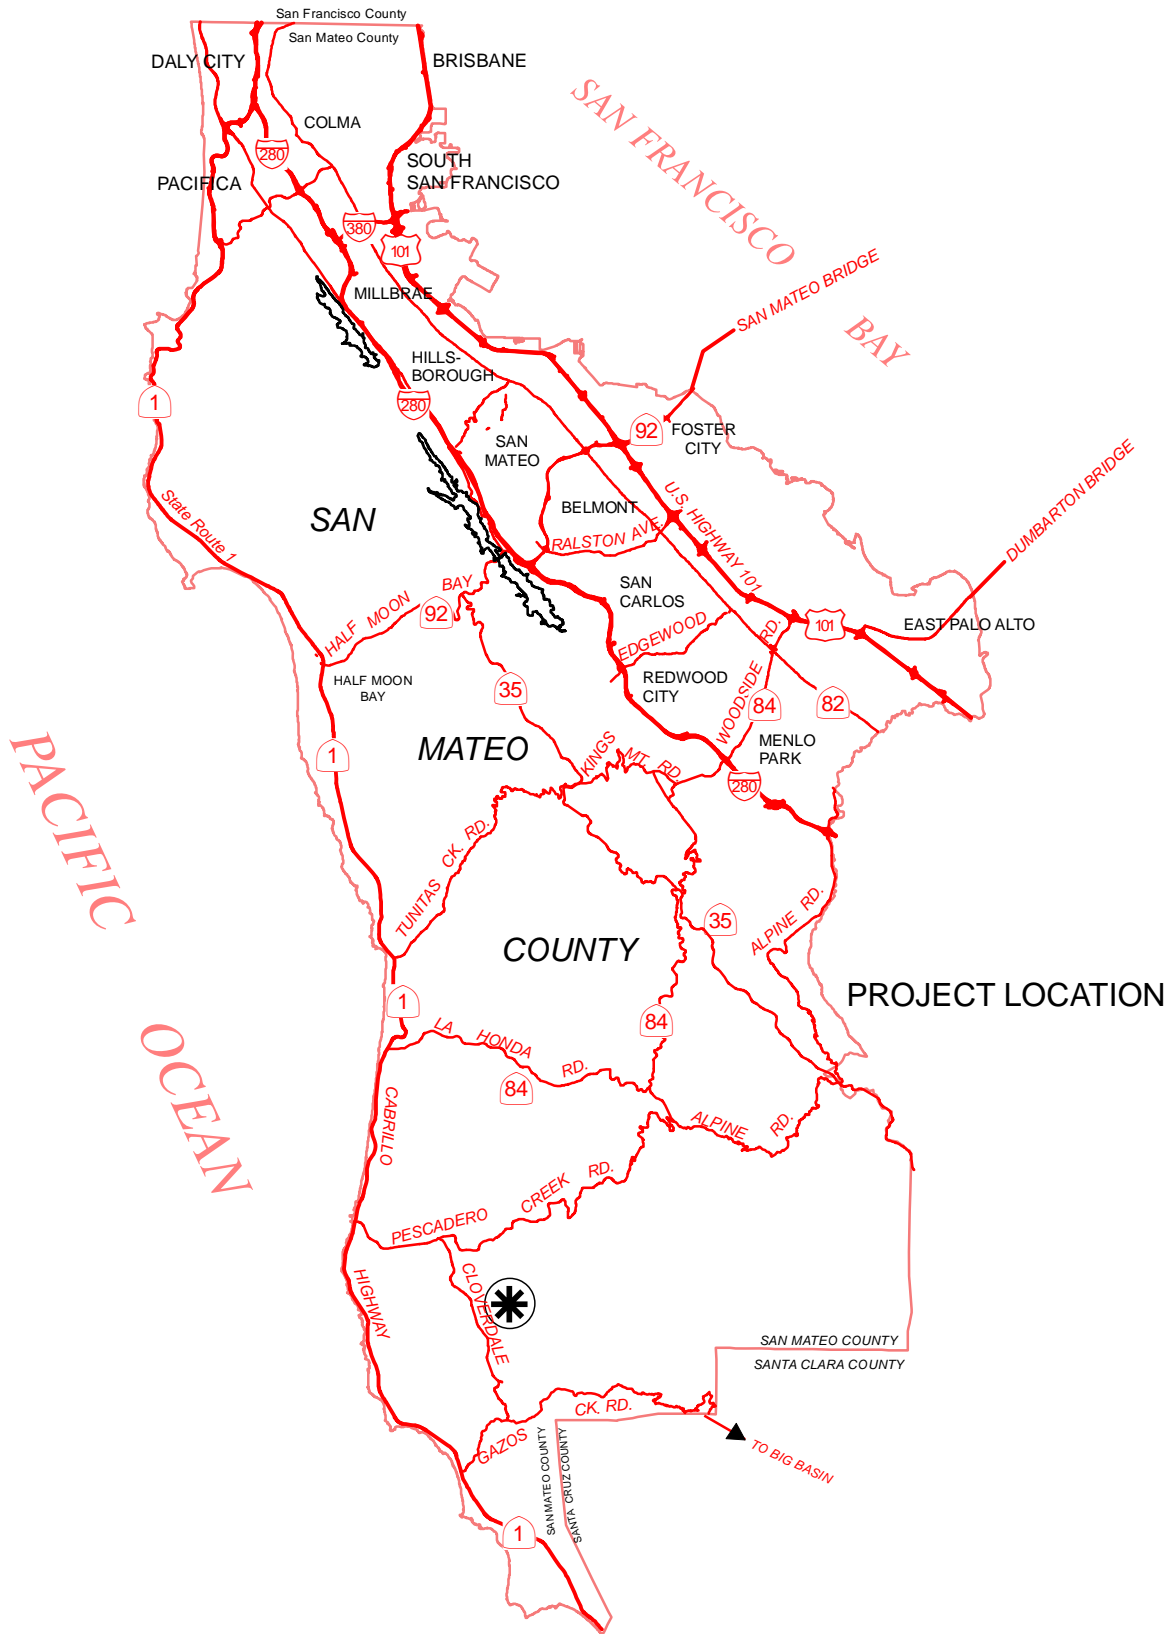 San Francisco County
San Mateo County
DALY CITY
BRISBANE
SAN FRANCISCO
BAY
COLMA
280
SOUTH
SAN FRANCISCO
PACIFICA
380
101
MILLBRAE
SAN MATEO BRIDGE
HILLS-
BOROUGH
280
1
92
FOSTER
CITY
SAN
MATEO
State Route 1
SAN
BELMONT
RALSTON AVE.
U.S. HIGHWAY 101
DUMBARTON BRIDGE
HALF MOON BAY
92
SAN
CARLOS
EDGEWOOD
WOODSIDE RD.
101
EAST PALO ALTO
HALF MOON
BAY
35
REDWOOD
CITY
84
82
PACIFIC
OCEAN
1
MATEO
KINGS MT. RD.
MENLO
PARK
280
TUNITAS CK. RD.
COUNTY
35
ALPINE RD.
PROJECT LOCATION
1
84
LA HONDA RD.
84
CABRILLO
HIGHWAY
ALPINE RD.
PESCADERO CREEK RD.
CLOVERDALE
SAN MATEO COUNTY
SANTA CLARA COUNTY
GAZOS CK. RD.
SAN MATEO COUNTY
SANTA CRUZ COUNTY
TO BIG BASIN
1